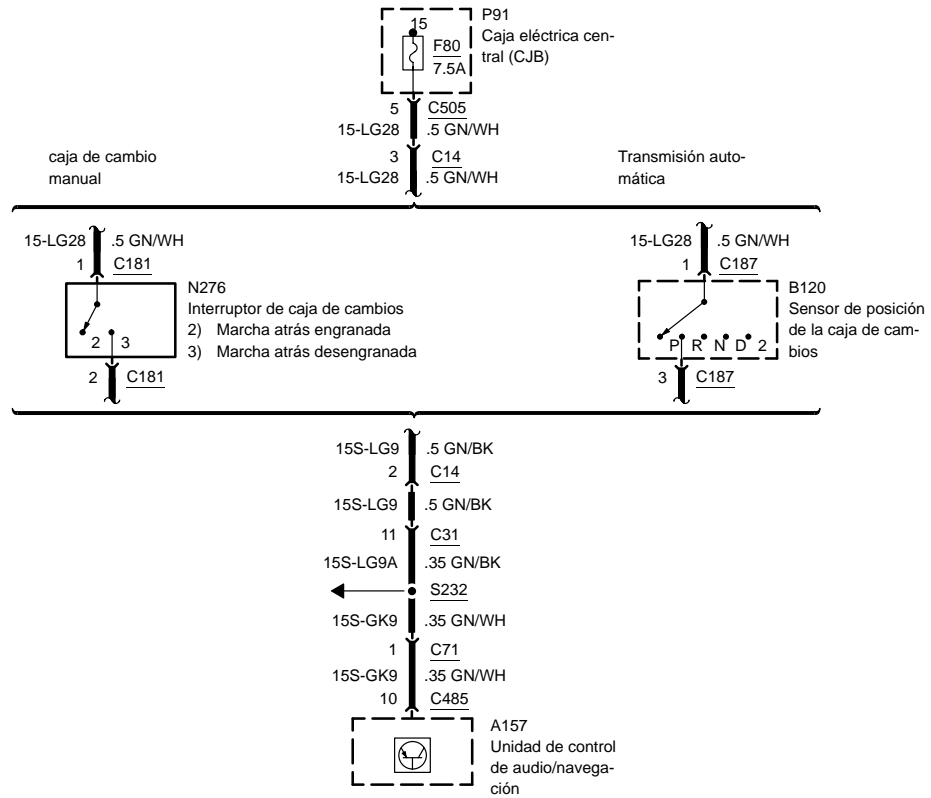 P91
15
Caja eléctrica cen-
tral (CJB)
F80
7.5A
5 C505
15-LG28 .5 GN/WH
3 C14
15-LG28 .5 GN/WH
caja de cambio
manual
Transmisión auto-
mática
15-LG28 .5 GN/WH
1 C181
N276
Interruptor de caja de cambios
2) Marcha atrás engranada
3) Marcha atrás desengranada
2 3
2 C181
15-LG28 .5 GN/WH
1 C187
B120
Sensor de posición
de la caja de cam-
bios
P R N D 2
3 C187
15S-LG9 .5 GN/BK
2 C14
15S-LG9 .5 GN/BK
11 C31
15S-LG9A .35 GN/BK
S232
15S-GK9 .35 GN/WH
1 C71
15S-GK9 .35 GN/WH
10 C485
A157
Unidad de control
de audio/navega-
ción